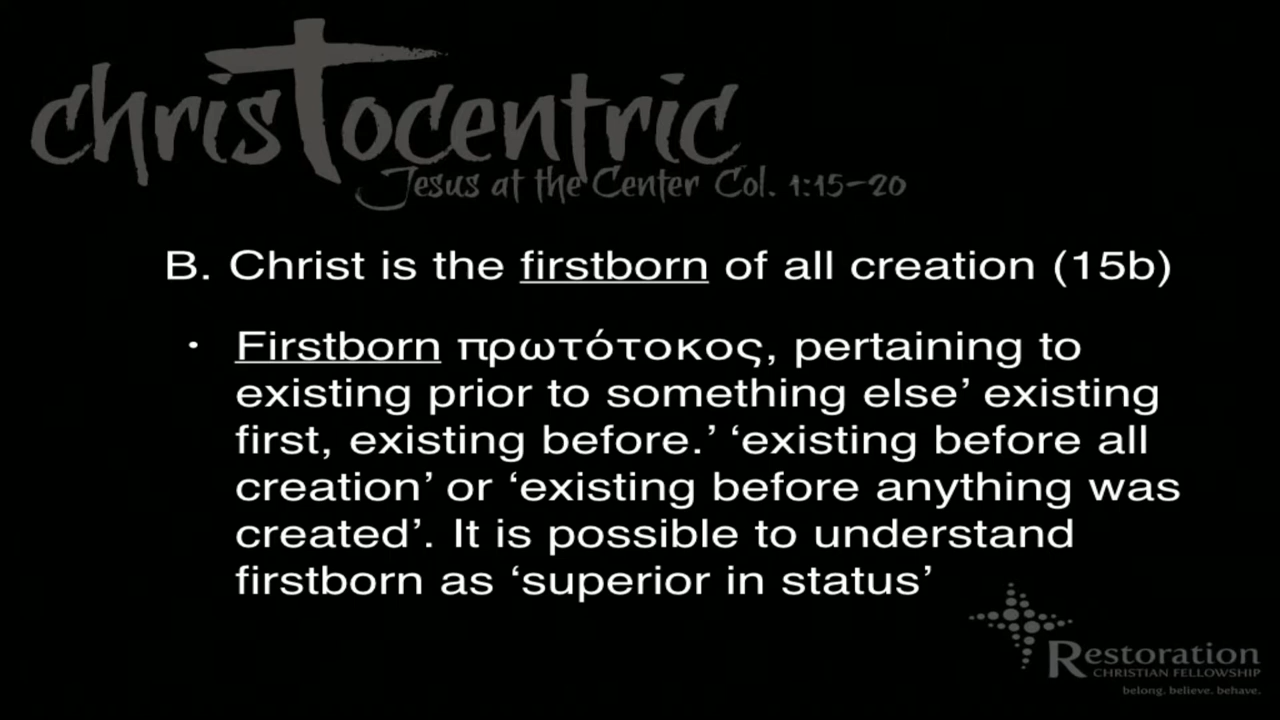 chrisTocentric
Jesus at the Center Col. 1:15-20
B. Christ is the firstborn of all creation (15b)
• Firstborn πρωτότοκος, pertaining to
existing prior to something else’ existing
first, existing before.’ ‘existing before all
creation’ or ‘existing before anything was
created’. It is possible to understand
firstborn as ‘superior in status’
Restoration
CHRISTIAN FELLOWSHIP
belong. believe. behave.